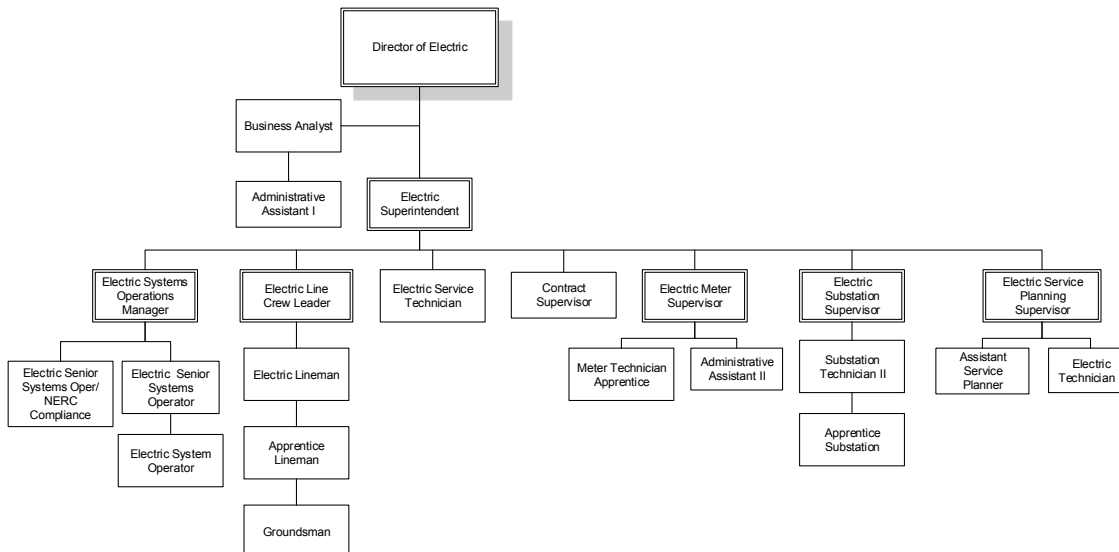 Director of Electric
Business Analyst
Administrative
Assistant I
Electric
Superintendent
Electric Systems
Operations
Manager
Electric Line
Crew Leader
Electric Service
Technician
Contract
Supervisor
Electric Meter
Supervisor
Electric
Substation
Supervisor
Electric Service
Planning
Supervisor
Electric Senior
Systems Oper/
NERC
Compliance
Electric Senior
Systems
Operator
Electric Lineman
Meter Technician
Apprentice
Administrative
Assistant II
Substation
Technician II
Assistant
Service
Planner
Electric
Technician
Electric System
Operator
Apprentice
Lineman
Apprentice
Substation
Groundsman